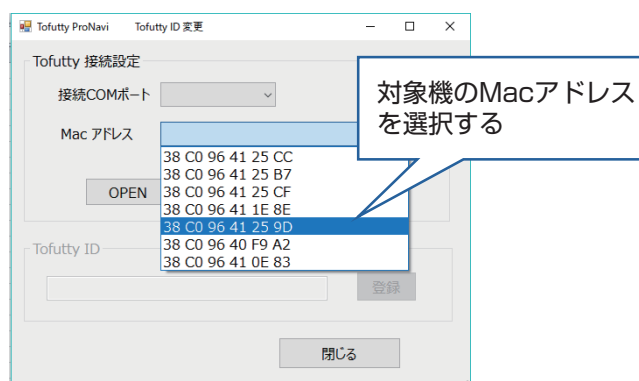 Tofutty ProNavi Tofutty ID 変更
Tofutty 接続設定
接続COMポート
対象機のMacアドレス
を選択する
Mac アドレス
38 C0 96 41 25 CC
38 C0 96 41 25 B7
OPEN
38 C0 96 41 25 CF
38 C0 96 41 1E 8E
38 C0 96 41 25 9D
38 C0 96 40 F9 A2
38 C0 96 41 0E 83
Tofutty ID
登録
閉じる